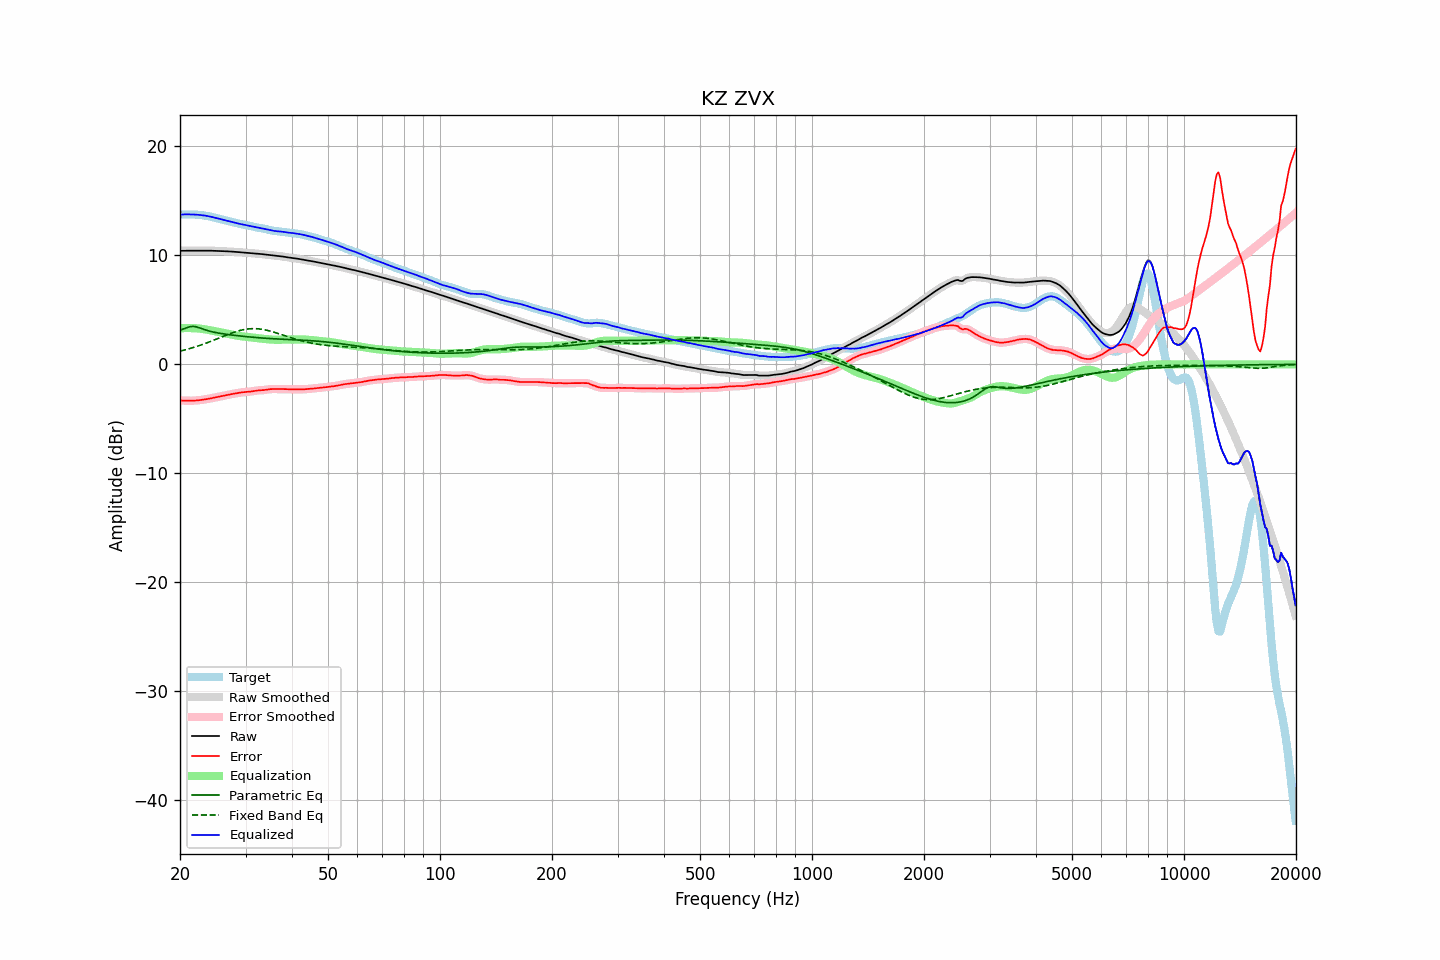 KZ ZVX
20
10
0
−10
−20
−30
−40
Amplitude (dBr)
Target
Raw Smoothed
Error Smoothed
Raw
Error
Equalization
Parametric Eq
Fixed Band Eq
Equalized
20 50 100 200 500 1000 2000 5000 10000 20000
Frequency (Hz)